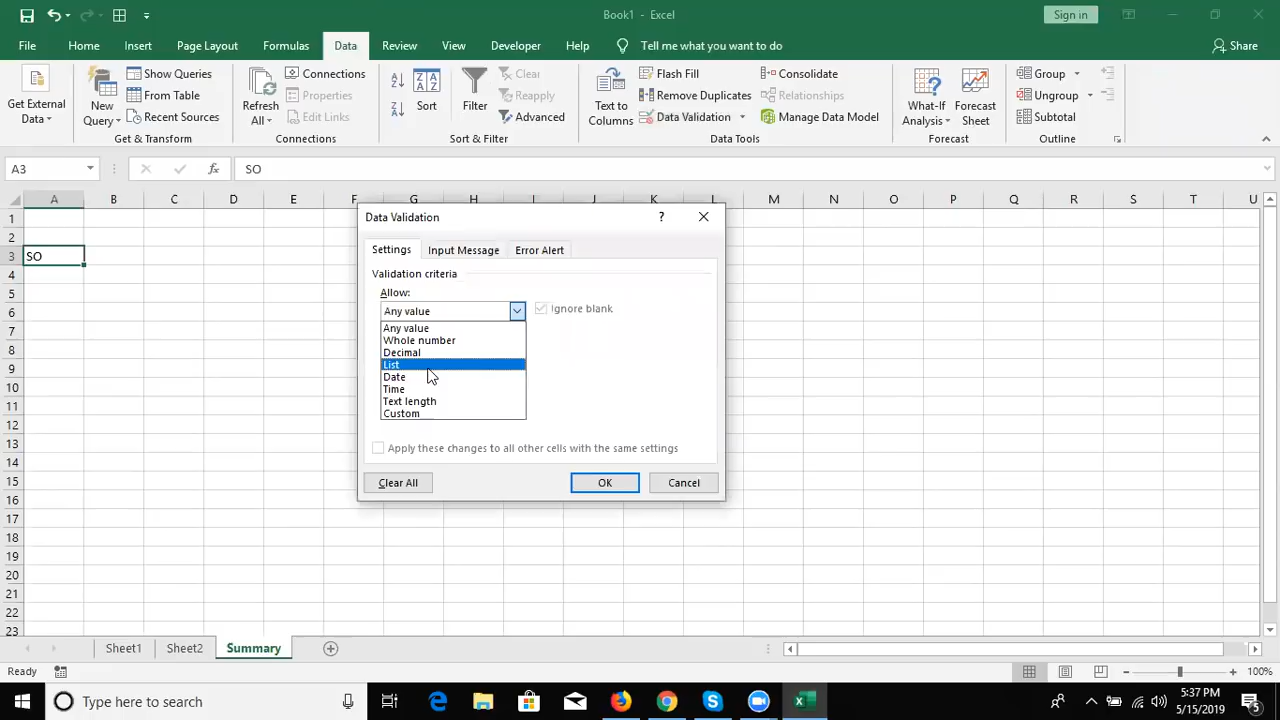 Book1 - Excel
Sign in
File Home Insert Page Layout Formulas Data Review View Developer Help Tell me what you want to do Share
Get External Data
New Query
Show Queries
From Table
Recent Sources
Get & Transform
Refresh All
Connections
Properties
Edit Links
Connections
Sort
Filter
Clear
Reapply
Advanced
Sort & Filter
Text to Columns
Flash Fill
Remove Duplicates
Data Validation
Consolidate
Relationships
Manage Data Model
Data Tools
What-If Analysis
Forecast Sheet
Forecast
Group
Ungroup
Subtotal
Outline
A3 fx SO
A B C D E F G H I J K L M N O P Q R S T U
1
2
3 SO
4
5
6
7
8
9
10
11
12
13
14
15
16
17
18
19
20
21
22
23
Data Validation ?
Settings Input Message Error Alert
Validation criteria
Allow:
Any value Ignore blank
Any value
Whole number
Decimal
List
Date
Time
Text length
Custom
Apply these changes to all other cells with the same settings
Clear All OK Cancel
Sheet1 Sheet2 Summary
Ready 100%
Type here to search
5:37 PM
5/15/2019
5